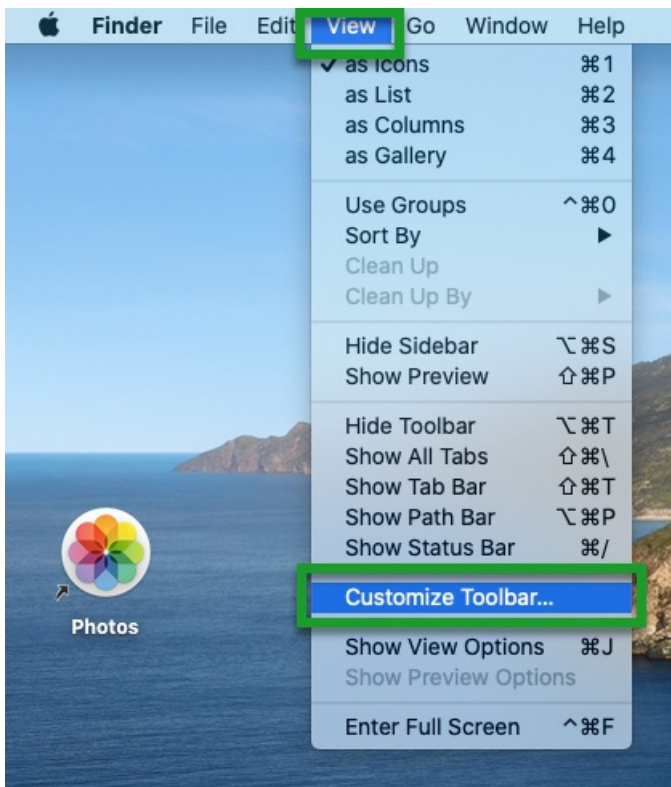 Finder File Edit View Go Window Help
✓ as Icons ⌘1
as List ⌘2
as Columns ⌘3
as Gallery ⌘4
Use Groups ^⌘0
Sort By ▶
Clean Up
Clean Up By ▶
Hide Sidebar ⌥⌘S
Show Preview ⇧⌘P
Hide Toolbar ⌥⌘T
Show All Tabs ⇧⌘\
Show Tab Bar ⇧⌘T
Show Path Bar ⌥⌘P
Show Status Bar ⌘/
Customize Toolbar...
Show View Options ⌘J
Show Preview Options
Enter Full Screen ^⌘F
Photos